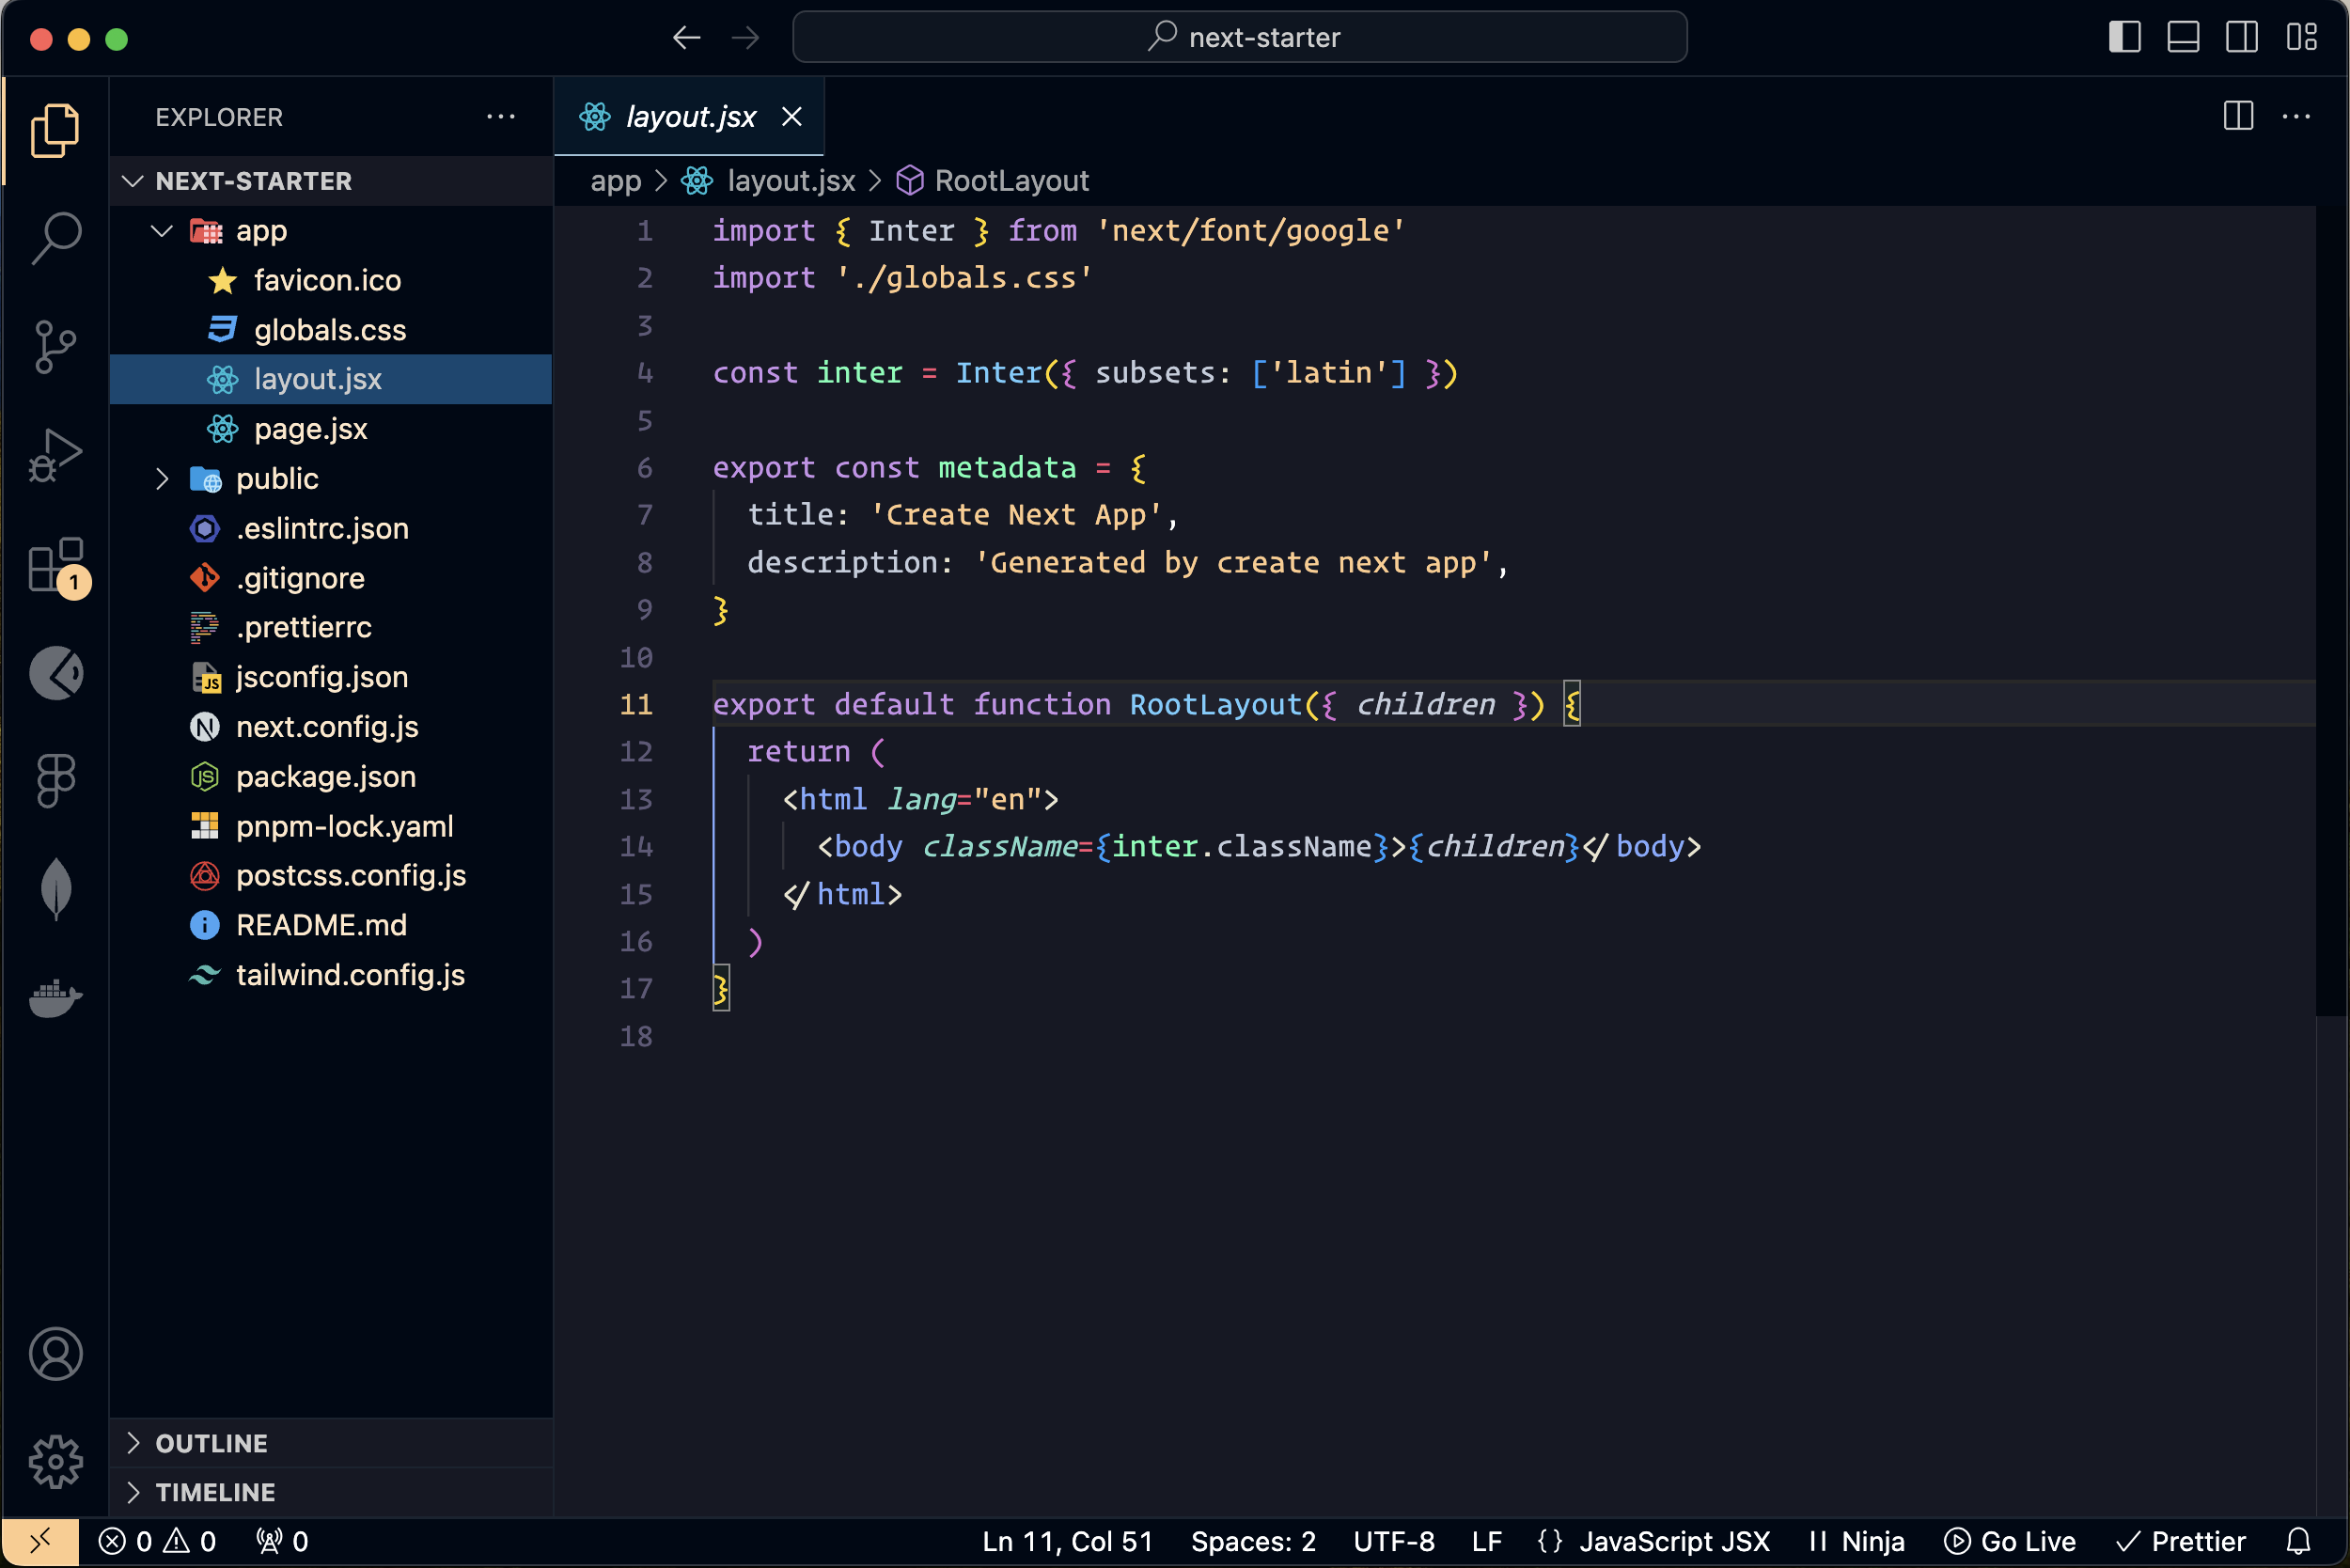 next-starter
EXPLORER
NEXT-STARTER
app
favicon.ico
globals.css
layout.jsx
page.jsx
public
.eslintrc.json
.gitignore
.prettierrc
jsconfig.json
next.config.js
package.json
pnpm-lock.yaml
postcss.config.js
README.md
tailwind.config.js
OUTLINE
TIMELINE
1
layout.jsx
app > layout.jsx > RootLayout
1 import { Inter } from 'next/font/google'
2 import './globals.css'
3
4 const inter = Inter({ subsets: ['latin'] })
5
6 export const metadata = {
7   title: 'Create Next App',
8   description: 'Generated by create next app',
9 }
10
11 export default function RootLayout({ children }) {
12   return (
13     <html lang="en">
14       <body className={inter.className}>{children}</body>
15     </html>
16   )
17 }
18
0 0 0 Ln 11, Col 51 Spaces: 2 UTF-8 LF {} JavaScript JSX Ninja Go Live Prettier